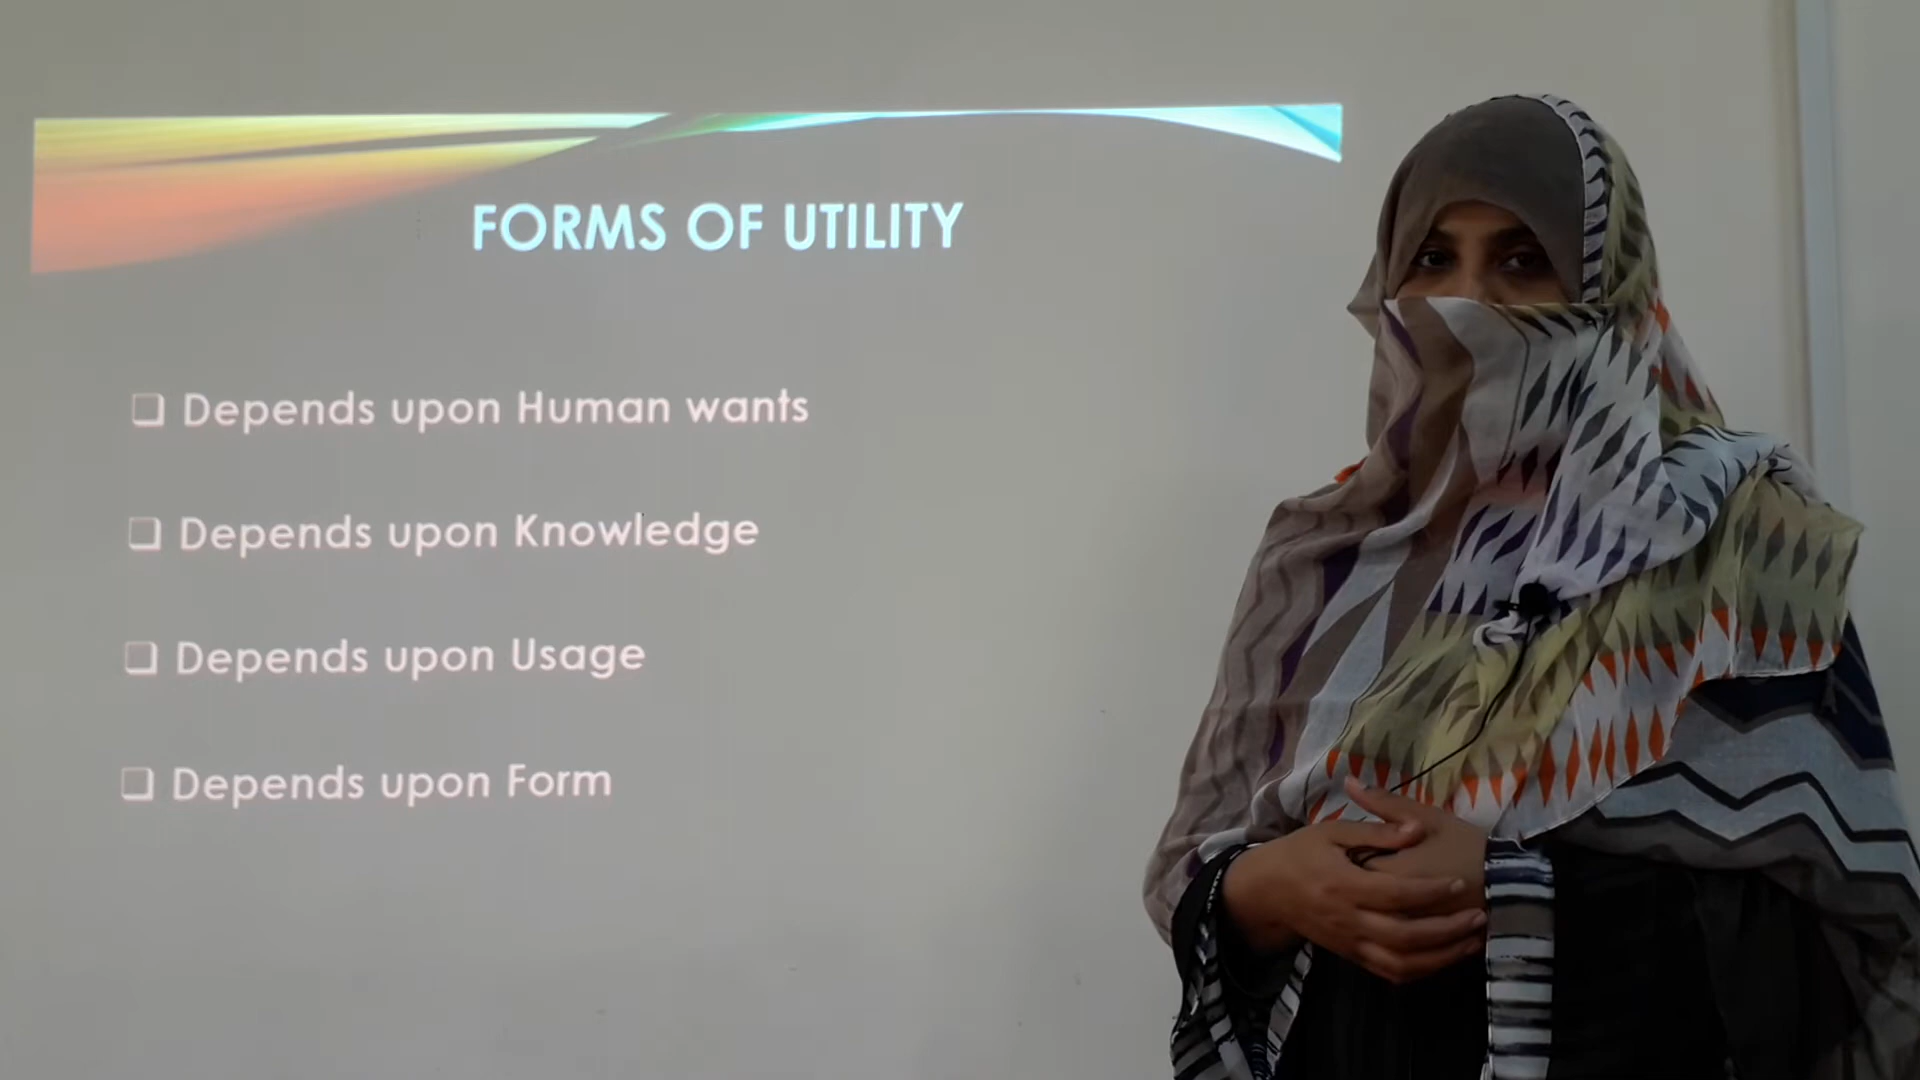 FORMS OF UTILITY
❑ Depends upon Human wants
❑ Depends upon Knowledge
❑ Depends upon Usage
❑ Depends upon Form